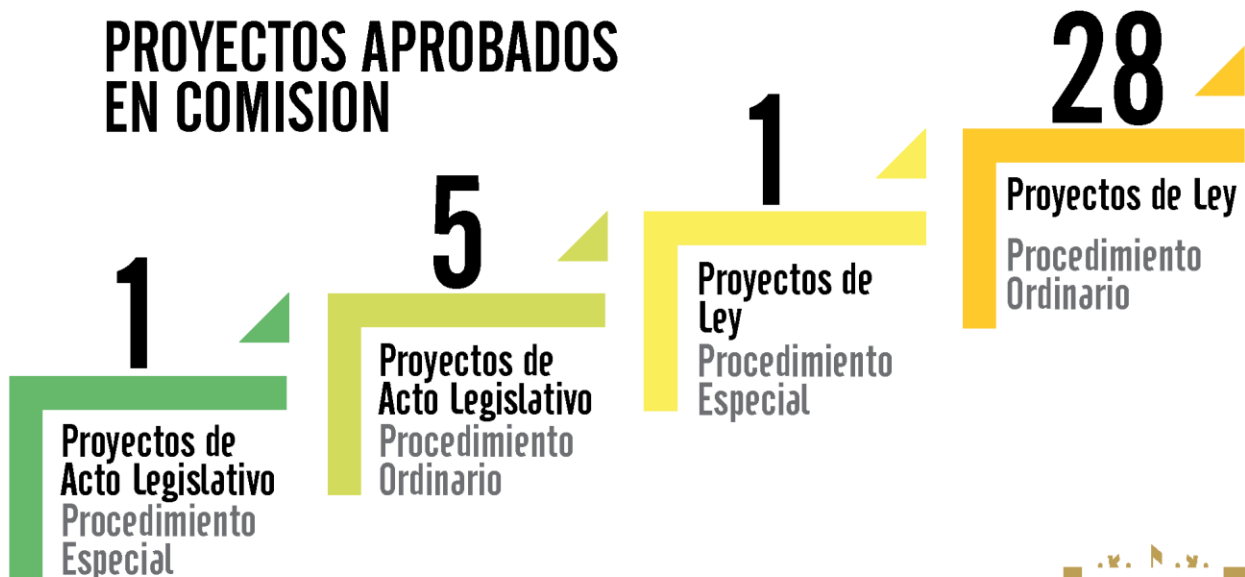 PROYECTOS APROBADOS
EN COMISION
1
Proyectos de
Acto Legislativo
Procedimiento
Especial
5
Proyectos de
Acto Legislativo
Procedimiento
Ordinario
1
Proyectos de
Ley
Procedimiento
Especial
28
Proyectos de Ley
Procedimiento
Ordinario